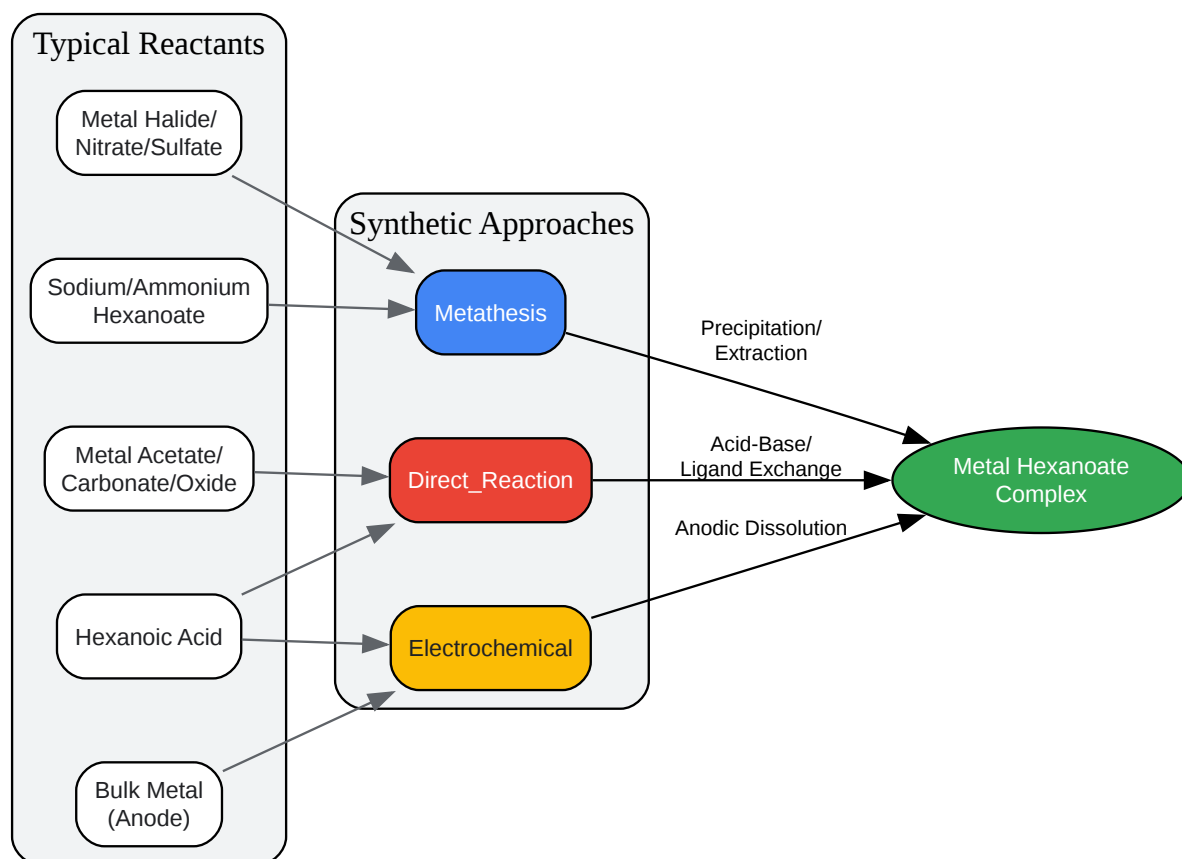 Typical Reactants
Metal Halide/
Nitrate/Sulfate
Sodium/Ammonium
Hexanoate
Metal Acetate/
Carbonate/Oxide
Hexanoic Acid
Bulk Metal
(Anode)
Synthetic Approaches
Metathesis
Direct_Reaction
Electrochemical
Precipitation/
Extraction
Acid-Base/
Ligand Exchange
Anodic Dissolution
Metal Hexanoate
Complex